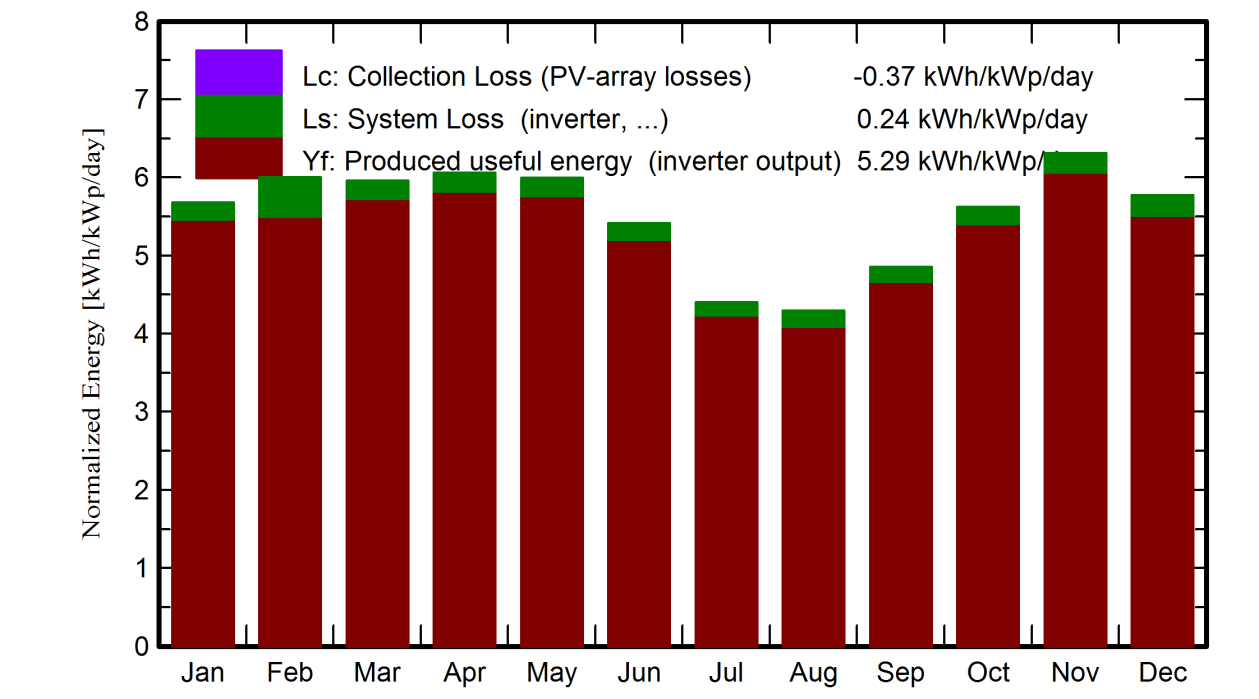 8
Lc: Collection Loss (PV-array losses) -0.37 kWh/kWp/day
7
Ls: System Loss (inverter, ...) 0.24 kWh/kWp/day
Yf: Produced useful energy (inverter output) 5.29 kWh/kWp/
6
5
4
3
2
1
0
Normalized Energy [kWh/kWp/day]
Jan Feb Mar Apr May Jun Jul Aug Sep Oct Nov Dec